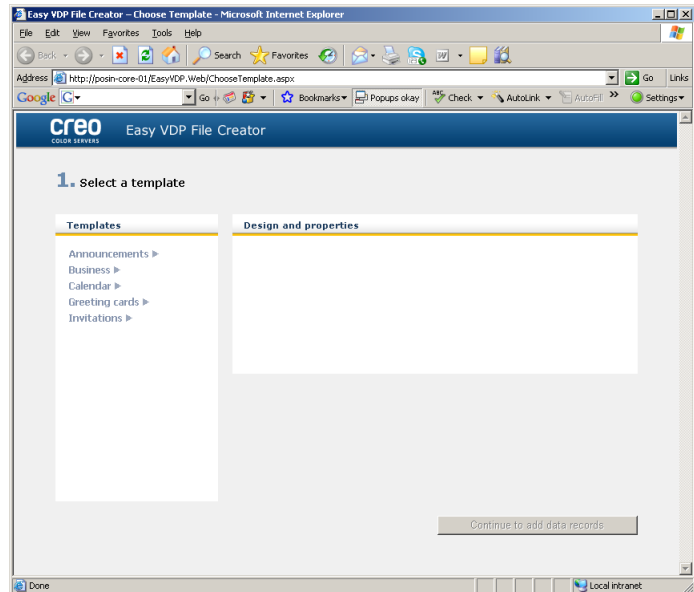 Easy VDP File Creator – Choose Template - Microsoft Internet Explorer
File Edit View Favorites Tools Help
Back Search Favorites
Address http://posin-core-01/EasyVDP.Web/ChooseTemplate.aspx Go Links
Google G Go Bookmarks Popups okay ABC Check AutoLink AutoFill >> Settings
creo Easy VDP File Creator
COLOR SERVERS
1. Select a template
Templates Design and properties
Announcements
Business
Calendar
Greeting cards
Invitations
Continue to add data records
Done Local intranet